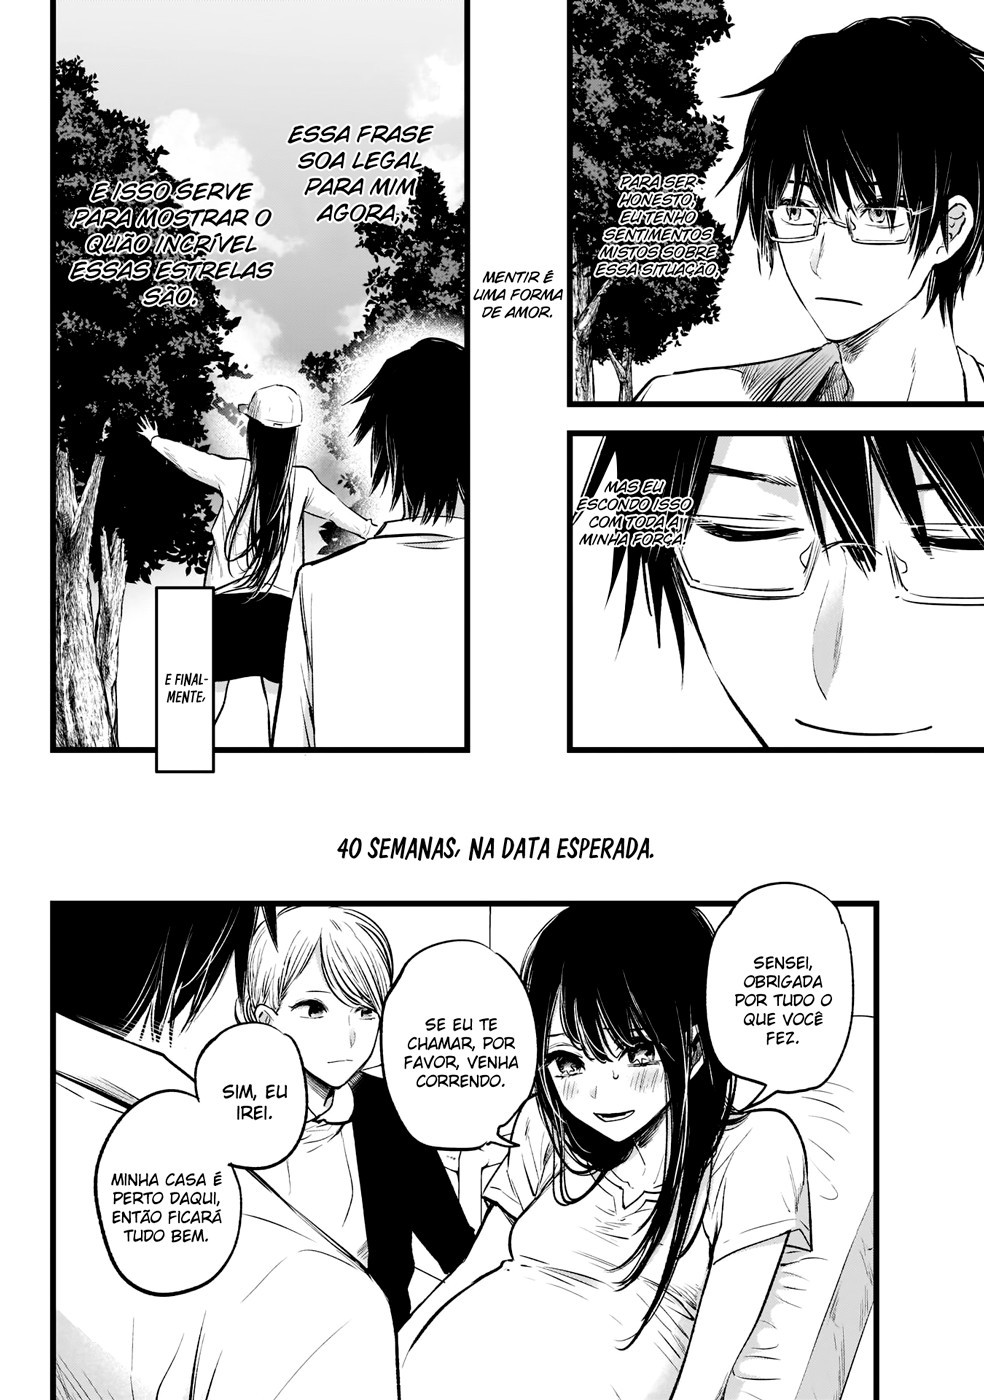 PARA SER
HONESTO,
EU TENHO
SENTIMENTOS
MISTOS SOBRE
ESSA SITUAÇÃO,
MAS EU
ESCONDO ISSO
COM TODA A
MINHA FORÇA.
MENTIR É
UMA FORMA
DE AMOR.
ESSA FRASE
SOA LEGAL
PARA MIM
AGORA,
E ISSO SERVE
PARA MOSTRAR O
QUÃO INCRÍVEL
ESSAS ESTRELAS
SÃO.
E FINAL-
MENTE,
40 SEMANAS, NA DATA ESPERADA.
SENSEI,
OBRIGADA
POR TUDO O
QUE VOCÊ
FEZ.
SE EU TE
CHAMAR, POR
FAVOR, VENHA
CORRENDO.
SIM, EU
IREI.
MINHA CASA É
PERTO DAQUI,
ENTÃO FICARÁ
TUDO BEM.